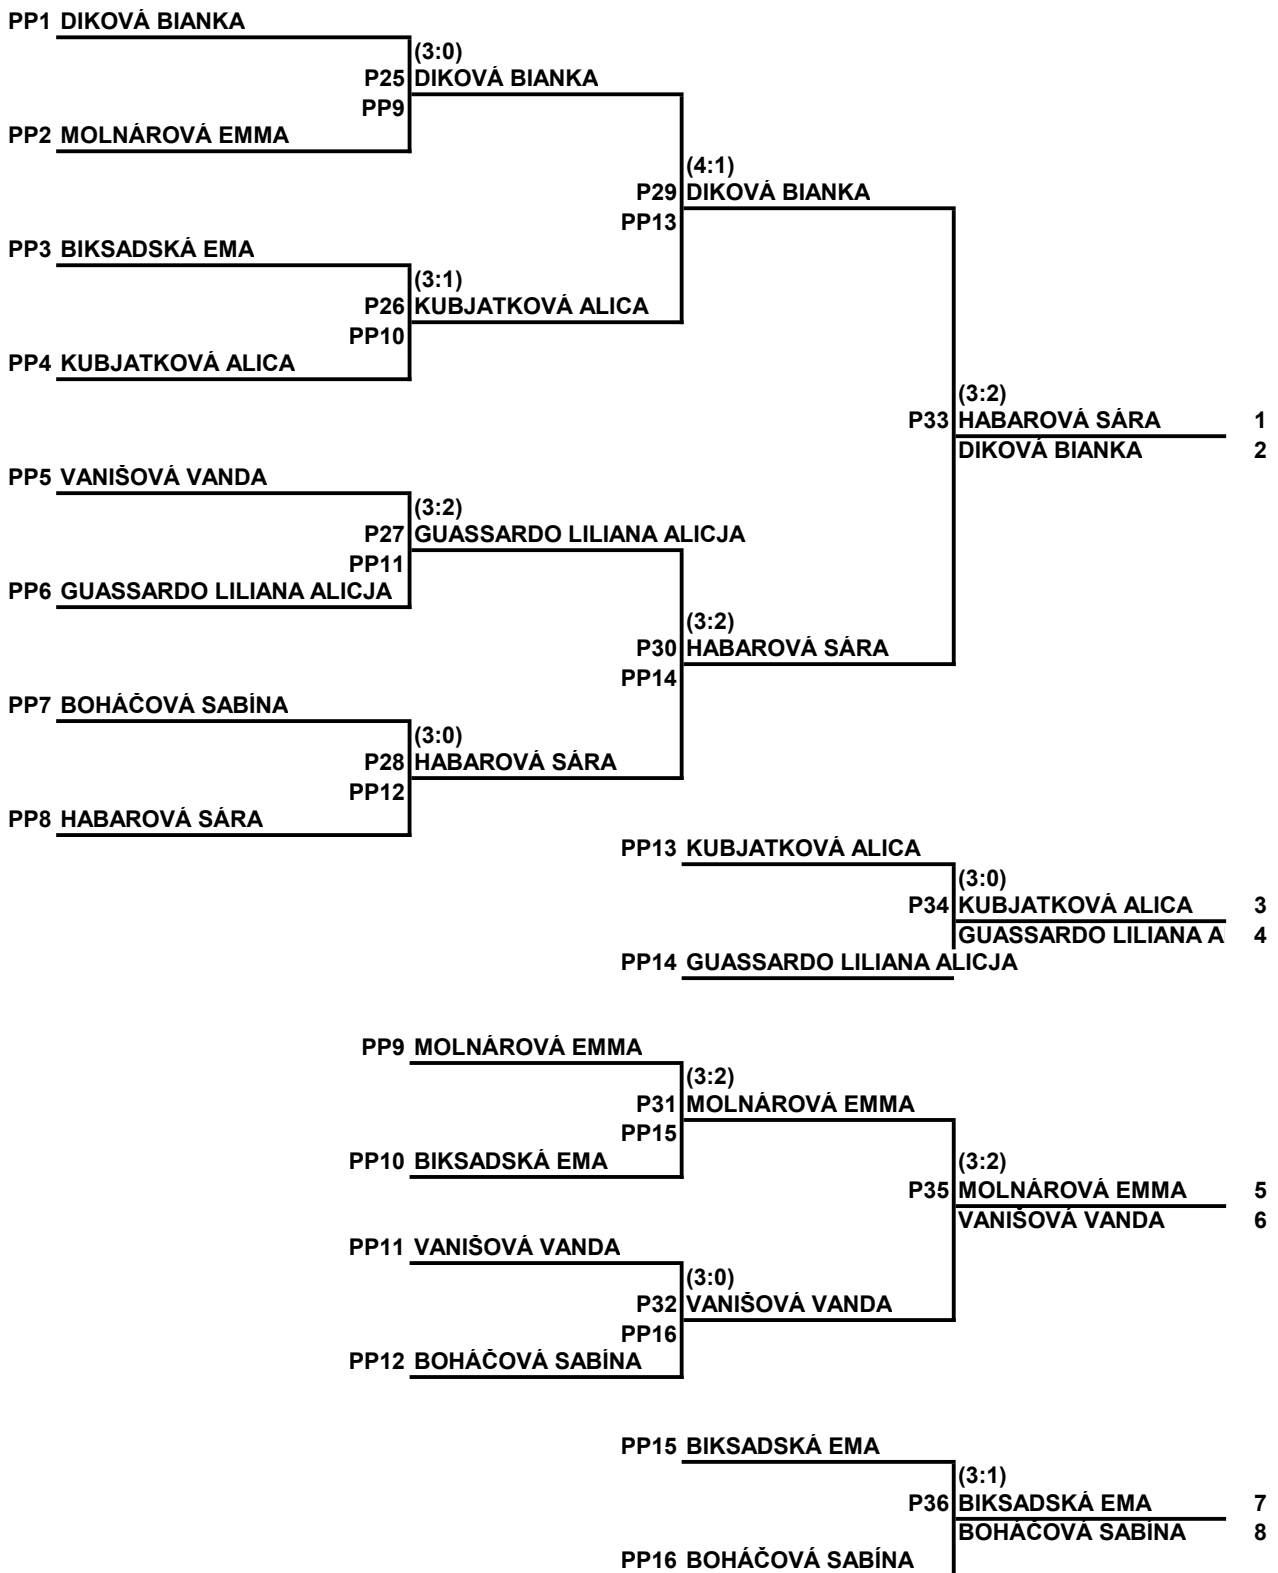 PP1 DIKOVÁ BIANKA
(3:0)
P25 DIKOVÁ BIANKA
PP9
PP2 MOLNÁROVÁ EMMA
(4:1)
P29 DIKOVÁ BIANKA
PP13
PP3 BIKSADSKÁ EMA
(3:1)
P26 KUBJATKOVÁ ALICA
PP10
PP4 KUBJATKOVÁ ALICA
(3:2)
P33 HABAROVÁ SÁRA 1
DIKOVÁ BIANKA 2
PP5 VANIŠOVÁ VANDA
(3:2)
P27 GUASSARDO LILIANA ALICJA
PP11
PP6 GUASSARDO LILIANA ALICJA
(3:2)
P30 HABAROVÁ SÁRA
PP14
PP7 BOHÁČOVÁ SABÍNA
(3:0)
P28 HABAROVÁ SÁRA
PP12
PP8 HABAROVÁ SÁRA
PP13 KUBJATKOVÁ ALICA
(3:0)
P34 KUBJATKOVÁ ALICA 3
GUASSARDO LILIANA A 4
PP14 GUASSARDO LILIANA ALICJA
PP9 MOLNÁROVÁ EMMA
(3:2)
P31 MOLNÁROVÁ EMMA
PP15
PP10 BIKSADSKÁ EMA
(3:2)
P35 MOLNÁROVÁ EMMA 5
VANIŠOVÁ VANDA 6
PP11 VANIŠOVÁ VANDA
(3:0)
P32 VANIŠOVÁ VANDA
PP16
PP12 BOHÁČOVÁ SABÍNA
PP15 BIKSADSKÁ EMA
(3:1)
P36 BIKSADSKÁ EMA 7
BOHÁČOVÁ SABÍNA 8
PP16 BOHÁČOVÁ SABÍNA